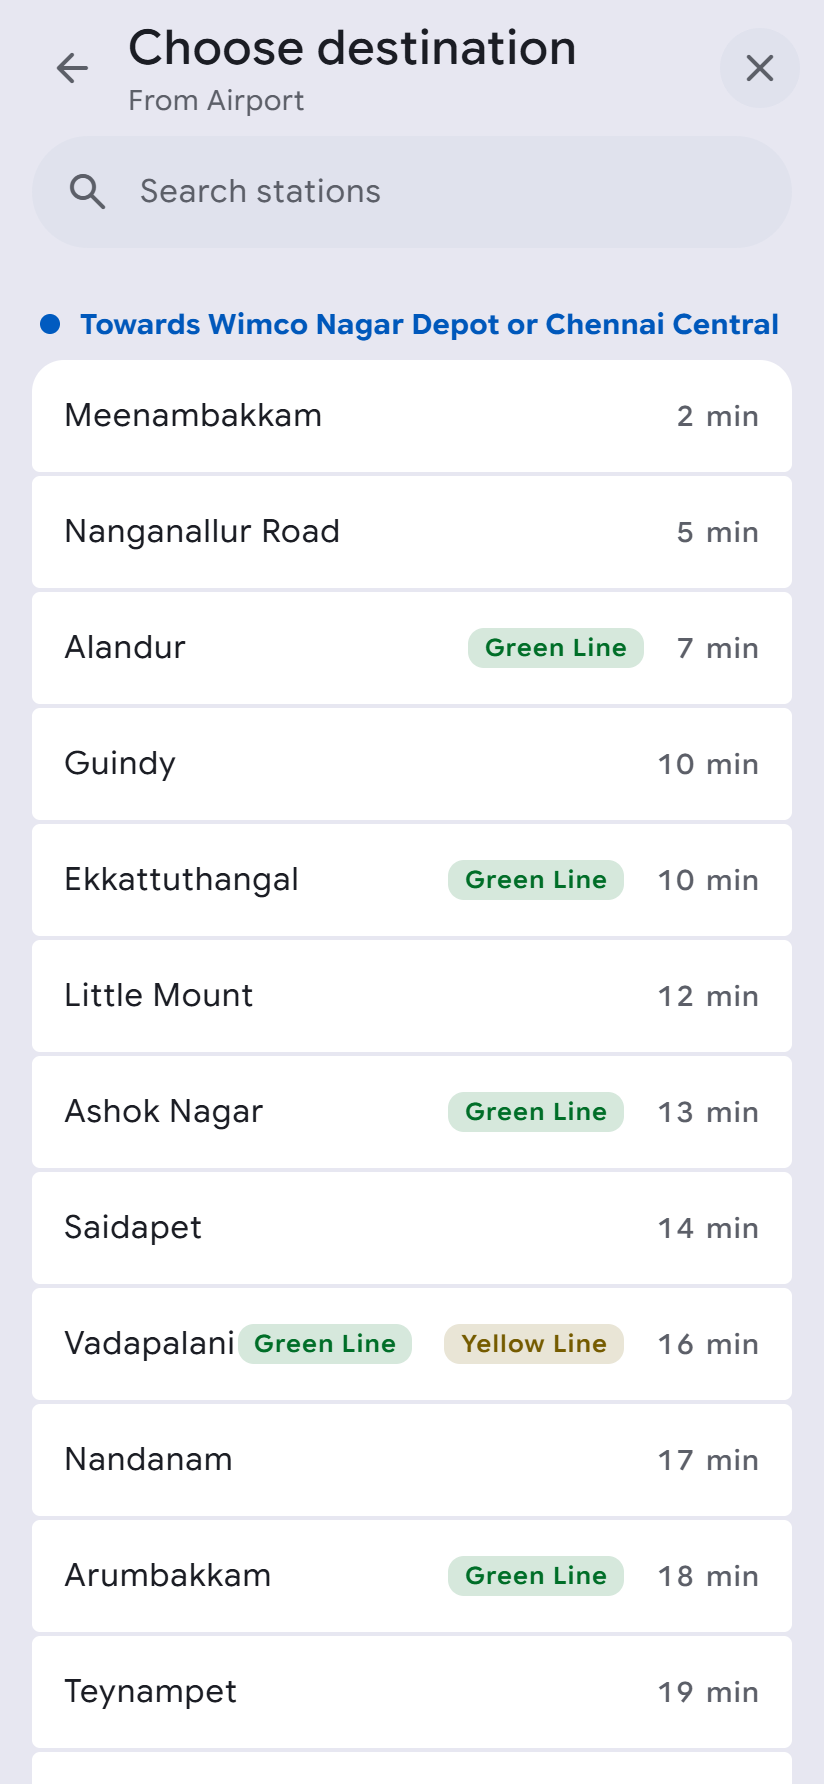 Choose destination
From Airport
Search stations
Towards Wimco Nagar Depot or Chennai Central
Meenambakkam 2 min
Nanganallur Road 5 min
Alandur Green Line 7 min
Guindy 10 min
Ekkattuthangal Green Line 10 min
Little Mount 12 min
Ashok Nagar Green Line 13 min
Saidapet 14 min
Vadapalani Green Line Yellow Line 16 min
Nandanam 17 min
Arumbakkam Green Line 18 min
Teynampet 19 min